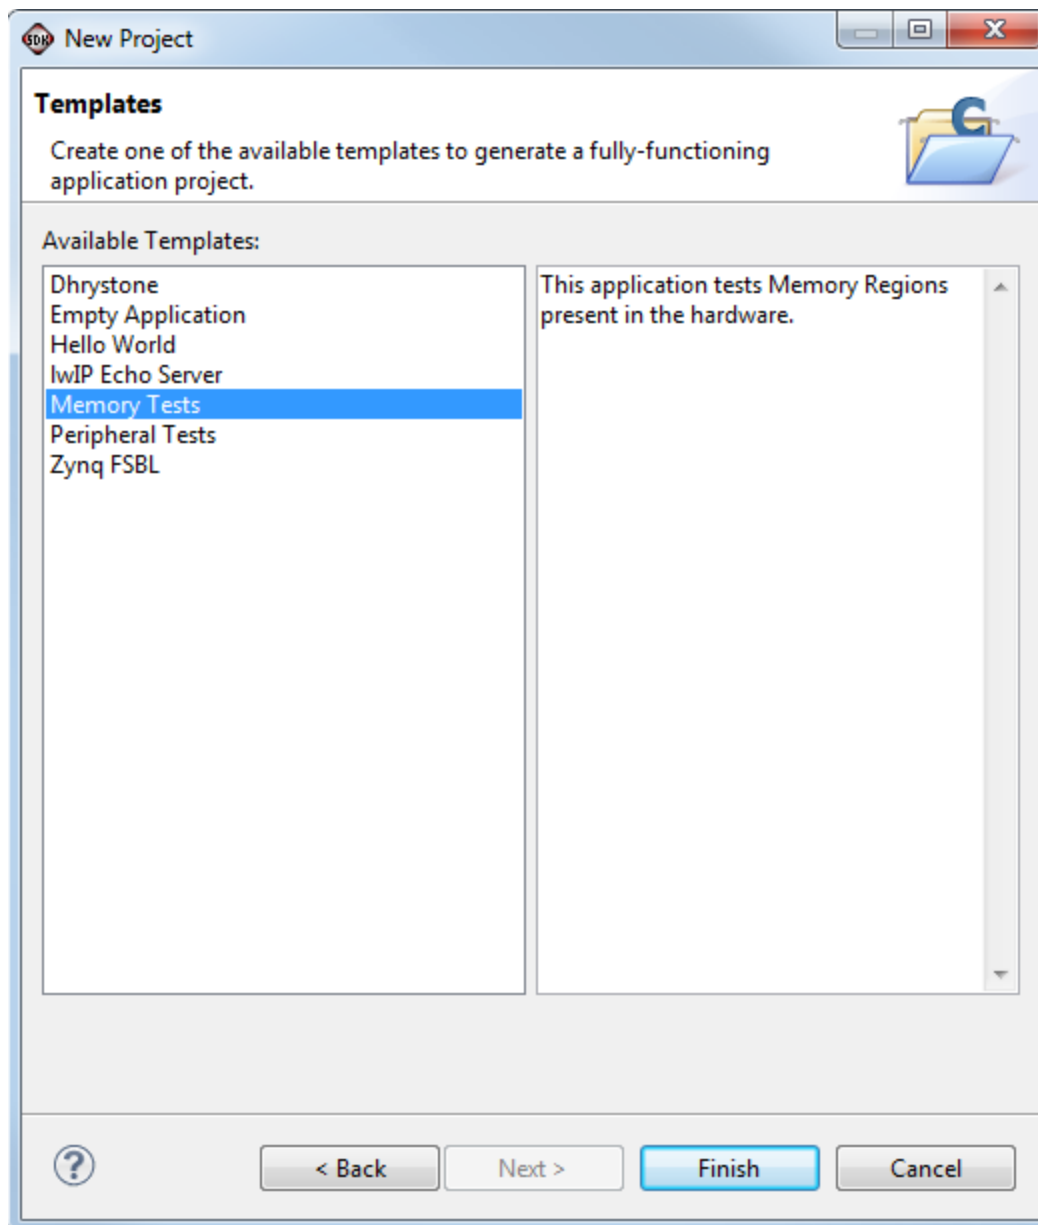 SDK New Project
Templates
Create one of the available templates to generate a fully-functioning
application project.
C
Available Templates:
Dhrystone
Empty Application
Hello World
lwIP Echo Server
Memory Tests
Peripheral Tests
Zynq FSBL
This application tests Memory Regions
present in the hardware.
?
< Back
Next >
Finish
Cancel